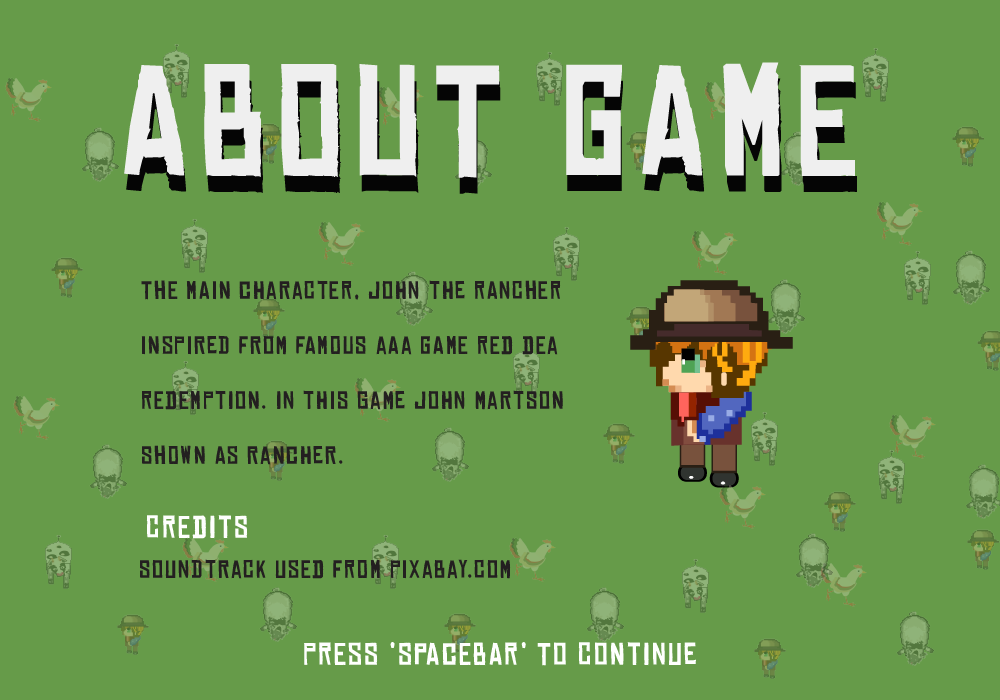 ABOUT GAME
THE MAIN CHARACTER, JOHN THE RANCHER
INSPIRED FROM FAMOUS AAA GAME RED DEA
REDEMPTION. IN THIS GAME JOHN MARTSON
SHOWN AS RANCHER.
CREDITS
SOUNDTRACK USED FROM PIXABAY.COM
PRESS 'SPACEBAR' TO CONTINUE